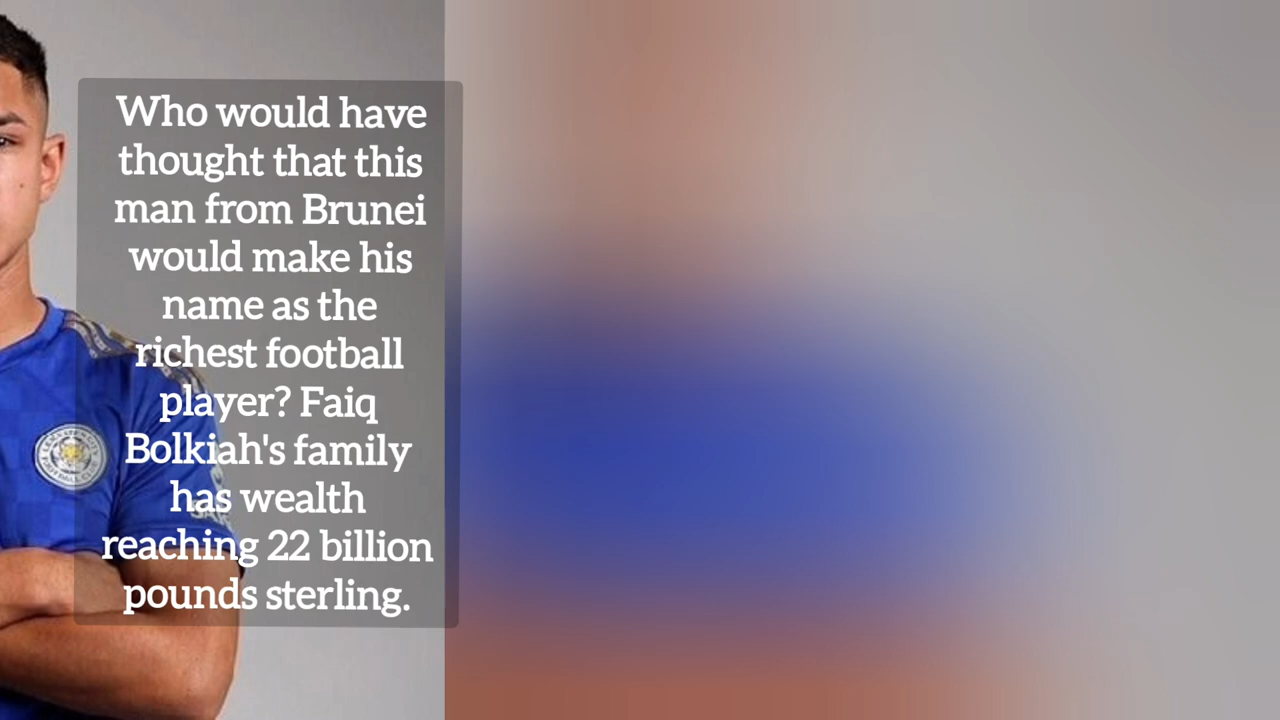 Who would have
thought that this
man from Brunei
would make his
name as the
richest football
player? Faiq
Bolkiah's family
has wealth
reaching 22 billion
pounds sterling.